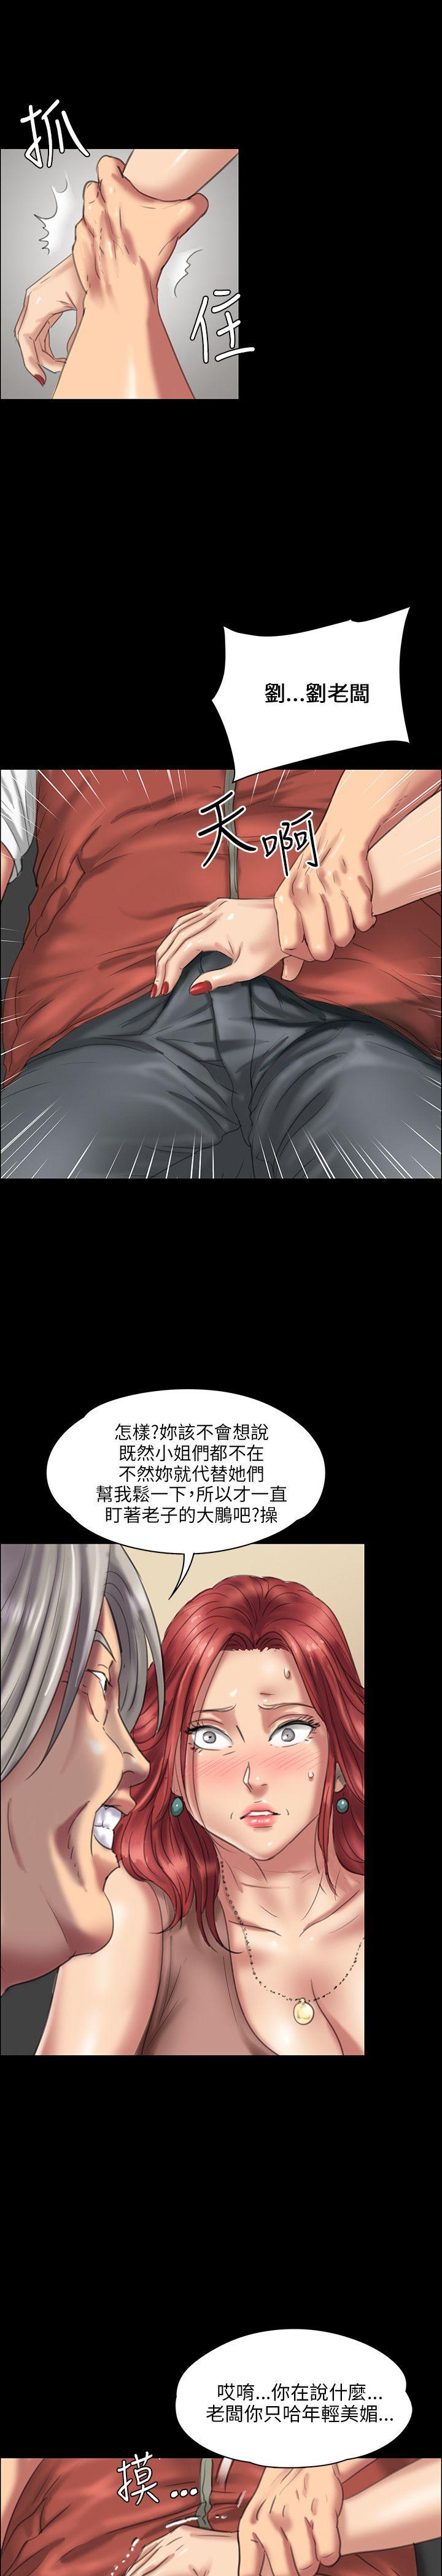 抓
住
劉...劉老闆
天啊
怎樣?妳該不會想說
既然小姐們都不在
不然妳就代替她們
幫我鬆一下,所以才一直
盯著老子的大鵰吧?操
哎唷...你在說什麼...
老闆你只哈年輕美媚...
摸...